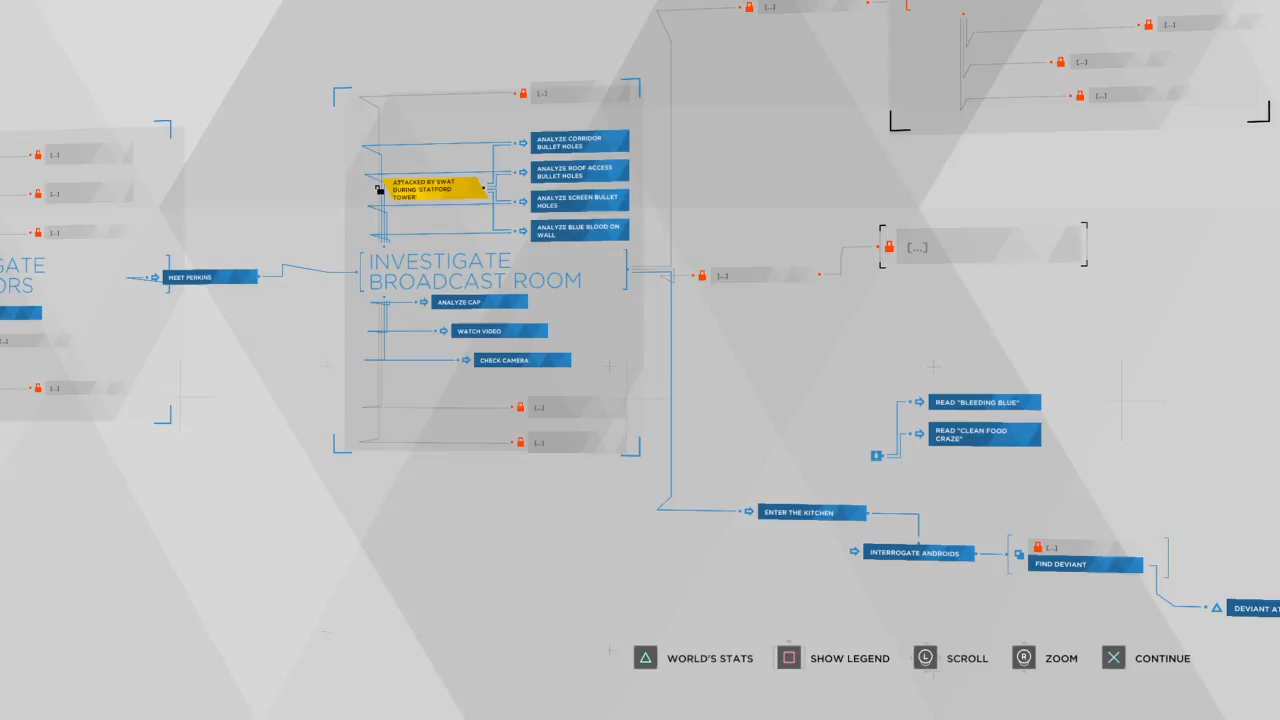 [...]
[...]
[...]
[...]
[...]
[...]
ANALYZE CORRIDOR
BULLET HOLES
[...]
ANALYZE ROOF ACCESS
BULLET HOLES
ATTACKED BY SWAT
DURING 'STATFORD
TOWER'
[...]
ANALYZE SCREEN BULLET
HOLES
[...]
ANALYZE BLUE BLOOD ON
WALL
[...]
GATE
ORS
MEET PERKINS
INVESTIGATE
BROADCAST ROOM
[...]
ANALYZE CAP
WATCH VIDEO
[...]
CHECK CAMERA
[...]
[...]
[...]
READ "BLEEDING BLUE"
READ "CLEAN FOOD
CRAZE"
ENTER THE KITCHEN
INTERROGATE ANDROIDS
[...]
FIND DEVIANT
DEVIANT AT
WORLD'S STATS
SHOW LEGEND
L
SCROLL
R
ZOOM
CONTINUE